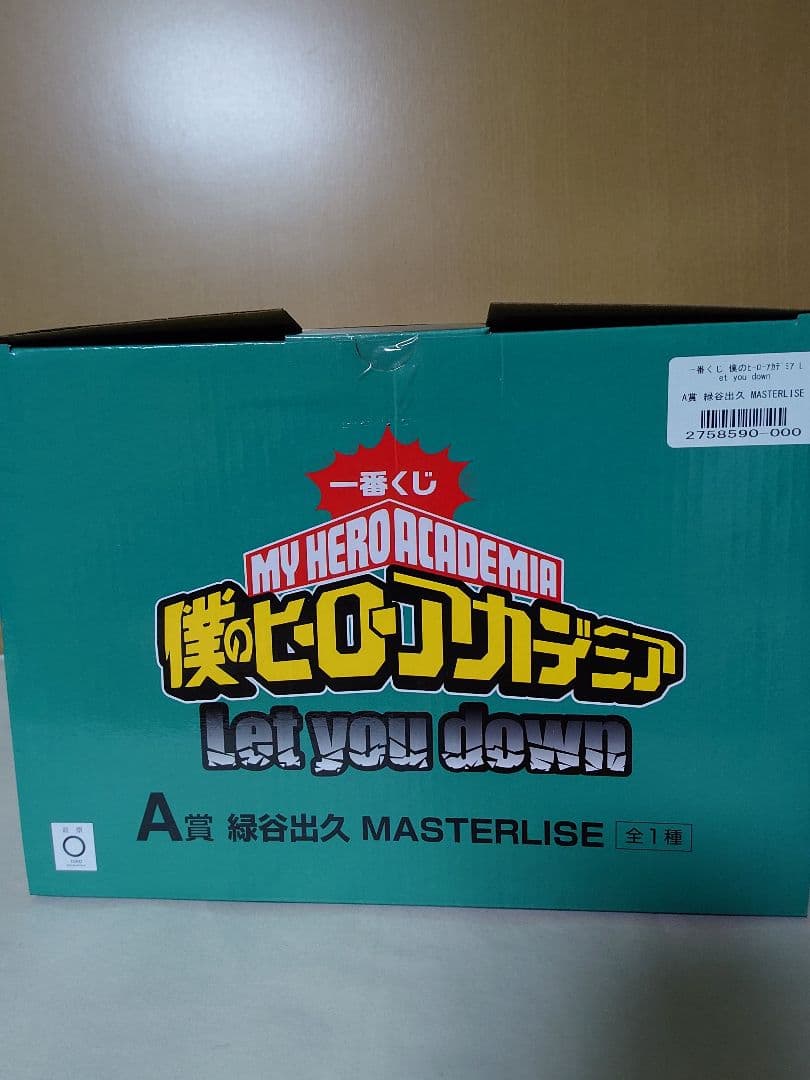 一番くじ 僕のﾋｰﾛｰｱｶﾃﾞﾐｱ L
et you down
A賞 緑谷出久 MASTERLISE
2758590-000
一番くじ
MY HERO ACADEMIA
僕のヒーローアカデミア
Let you down
A賞 緑谷出久 MASTERLISE 全1種